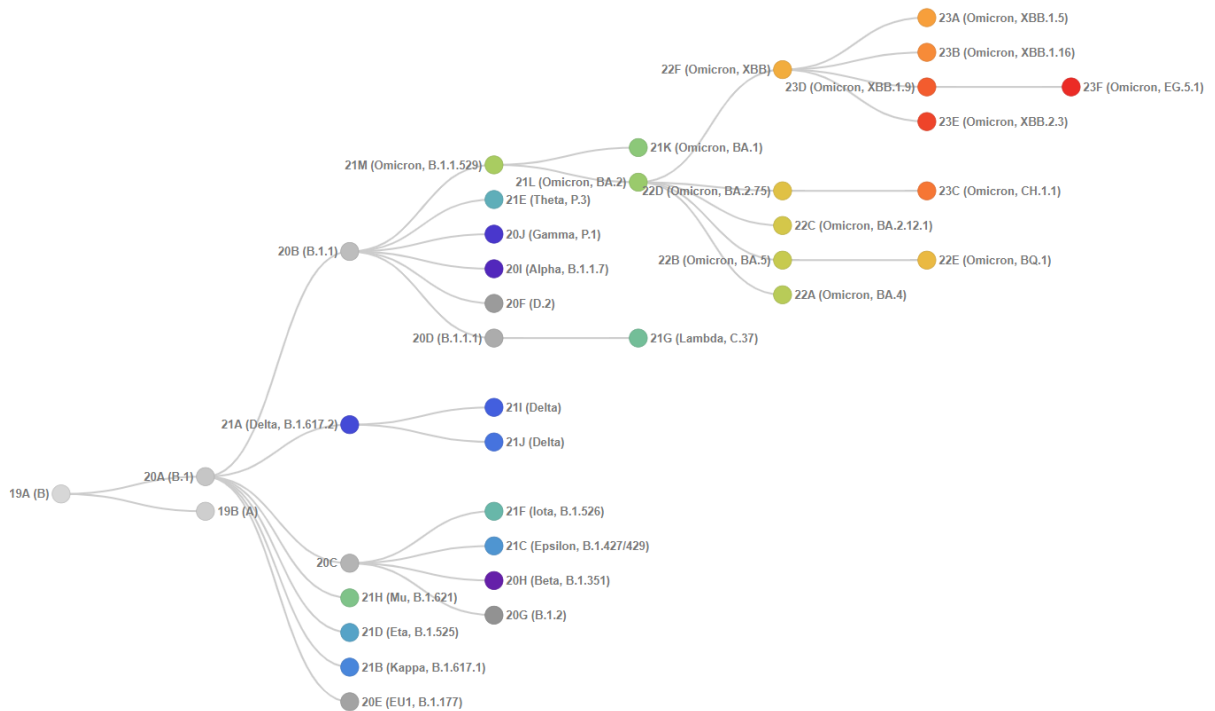 23A (Omicron, XBB.1.5)
23B (Omicron, XBB.1.16)
22F (Omicron, XBB)
23D (Omicron, XBB.1.9)
23F (Omicron, EG.5.1)
23E (Omicron, XBB.2.3)
21K (Omicron, BA.1)
21M (Omicron, B.1.1.529)
21L (Omicron, BA.2)
22D (Omicron, BA.2.75)
23C (Omicron, CH.1.1)
21E (Theta, P.3)
22C (Omicron, BA.2.12.1)
20J (Gamma, P.1)
20B (B.1.1)
22B (Omicron, BA.5)
22E (Omicron, BQ.1)
20I (Alpha, B.1.1.7)
22A (Omicron, BA.4)
20F (D.2)
20D (B.1.1.1)
21G (Lambda, C.37)
21I (Delta)
21A (Delta, B.1.617.2)
21J (Delta)
20A (B.1)
19A (B)
19B (A)
21F (Iota, B.1.526)
21C (Epsilon, B.1.427/429)
20C
20H (Beta, B.1.351)
21H (Mu, B.1.621)
20G (B.1.2)
21D (Eta, B.1.525)
21B (Kappa, B.1.617.1)
20E (EU1, B.1.177)